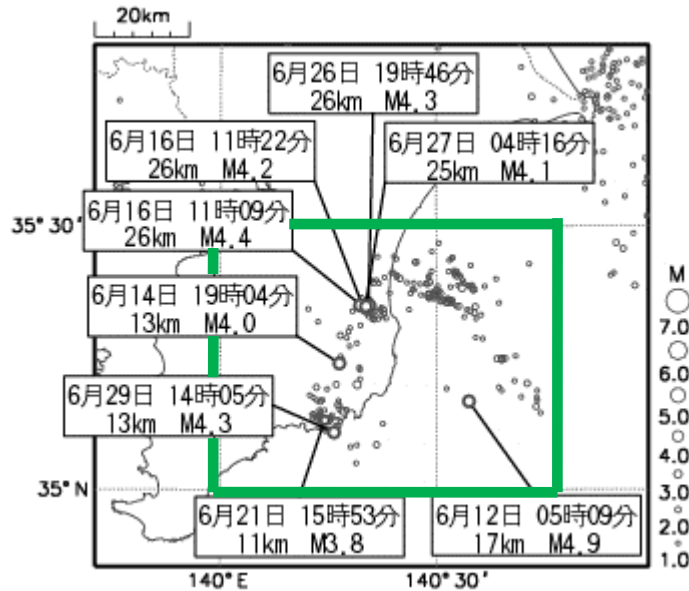 20km
6月26日 19時46分
26km M4.3
6月16日 11時22分
26km M4.2
6月27日 04時16分
25km M4.1
6月16日 11時09分
26km M4.4
35° 30'
6月14日 19時04分
13km M4.0
6月29日 14時05分
13km M4.3
35° N
6月21日 15時53分
11km M3.8
6月12日 05時09分
17km M4.9
140° E
140° 30'
M
7.0
6.0
5.0
4.0
3.0
2.0
1.0